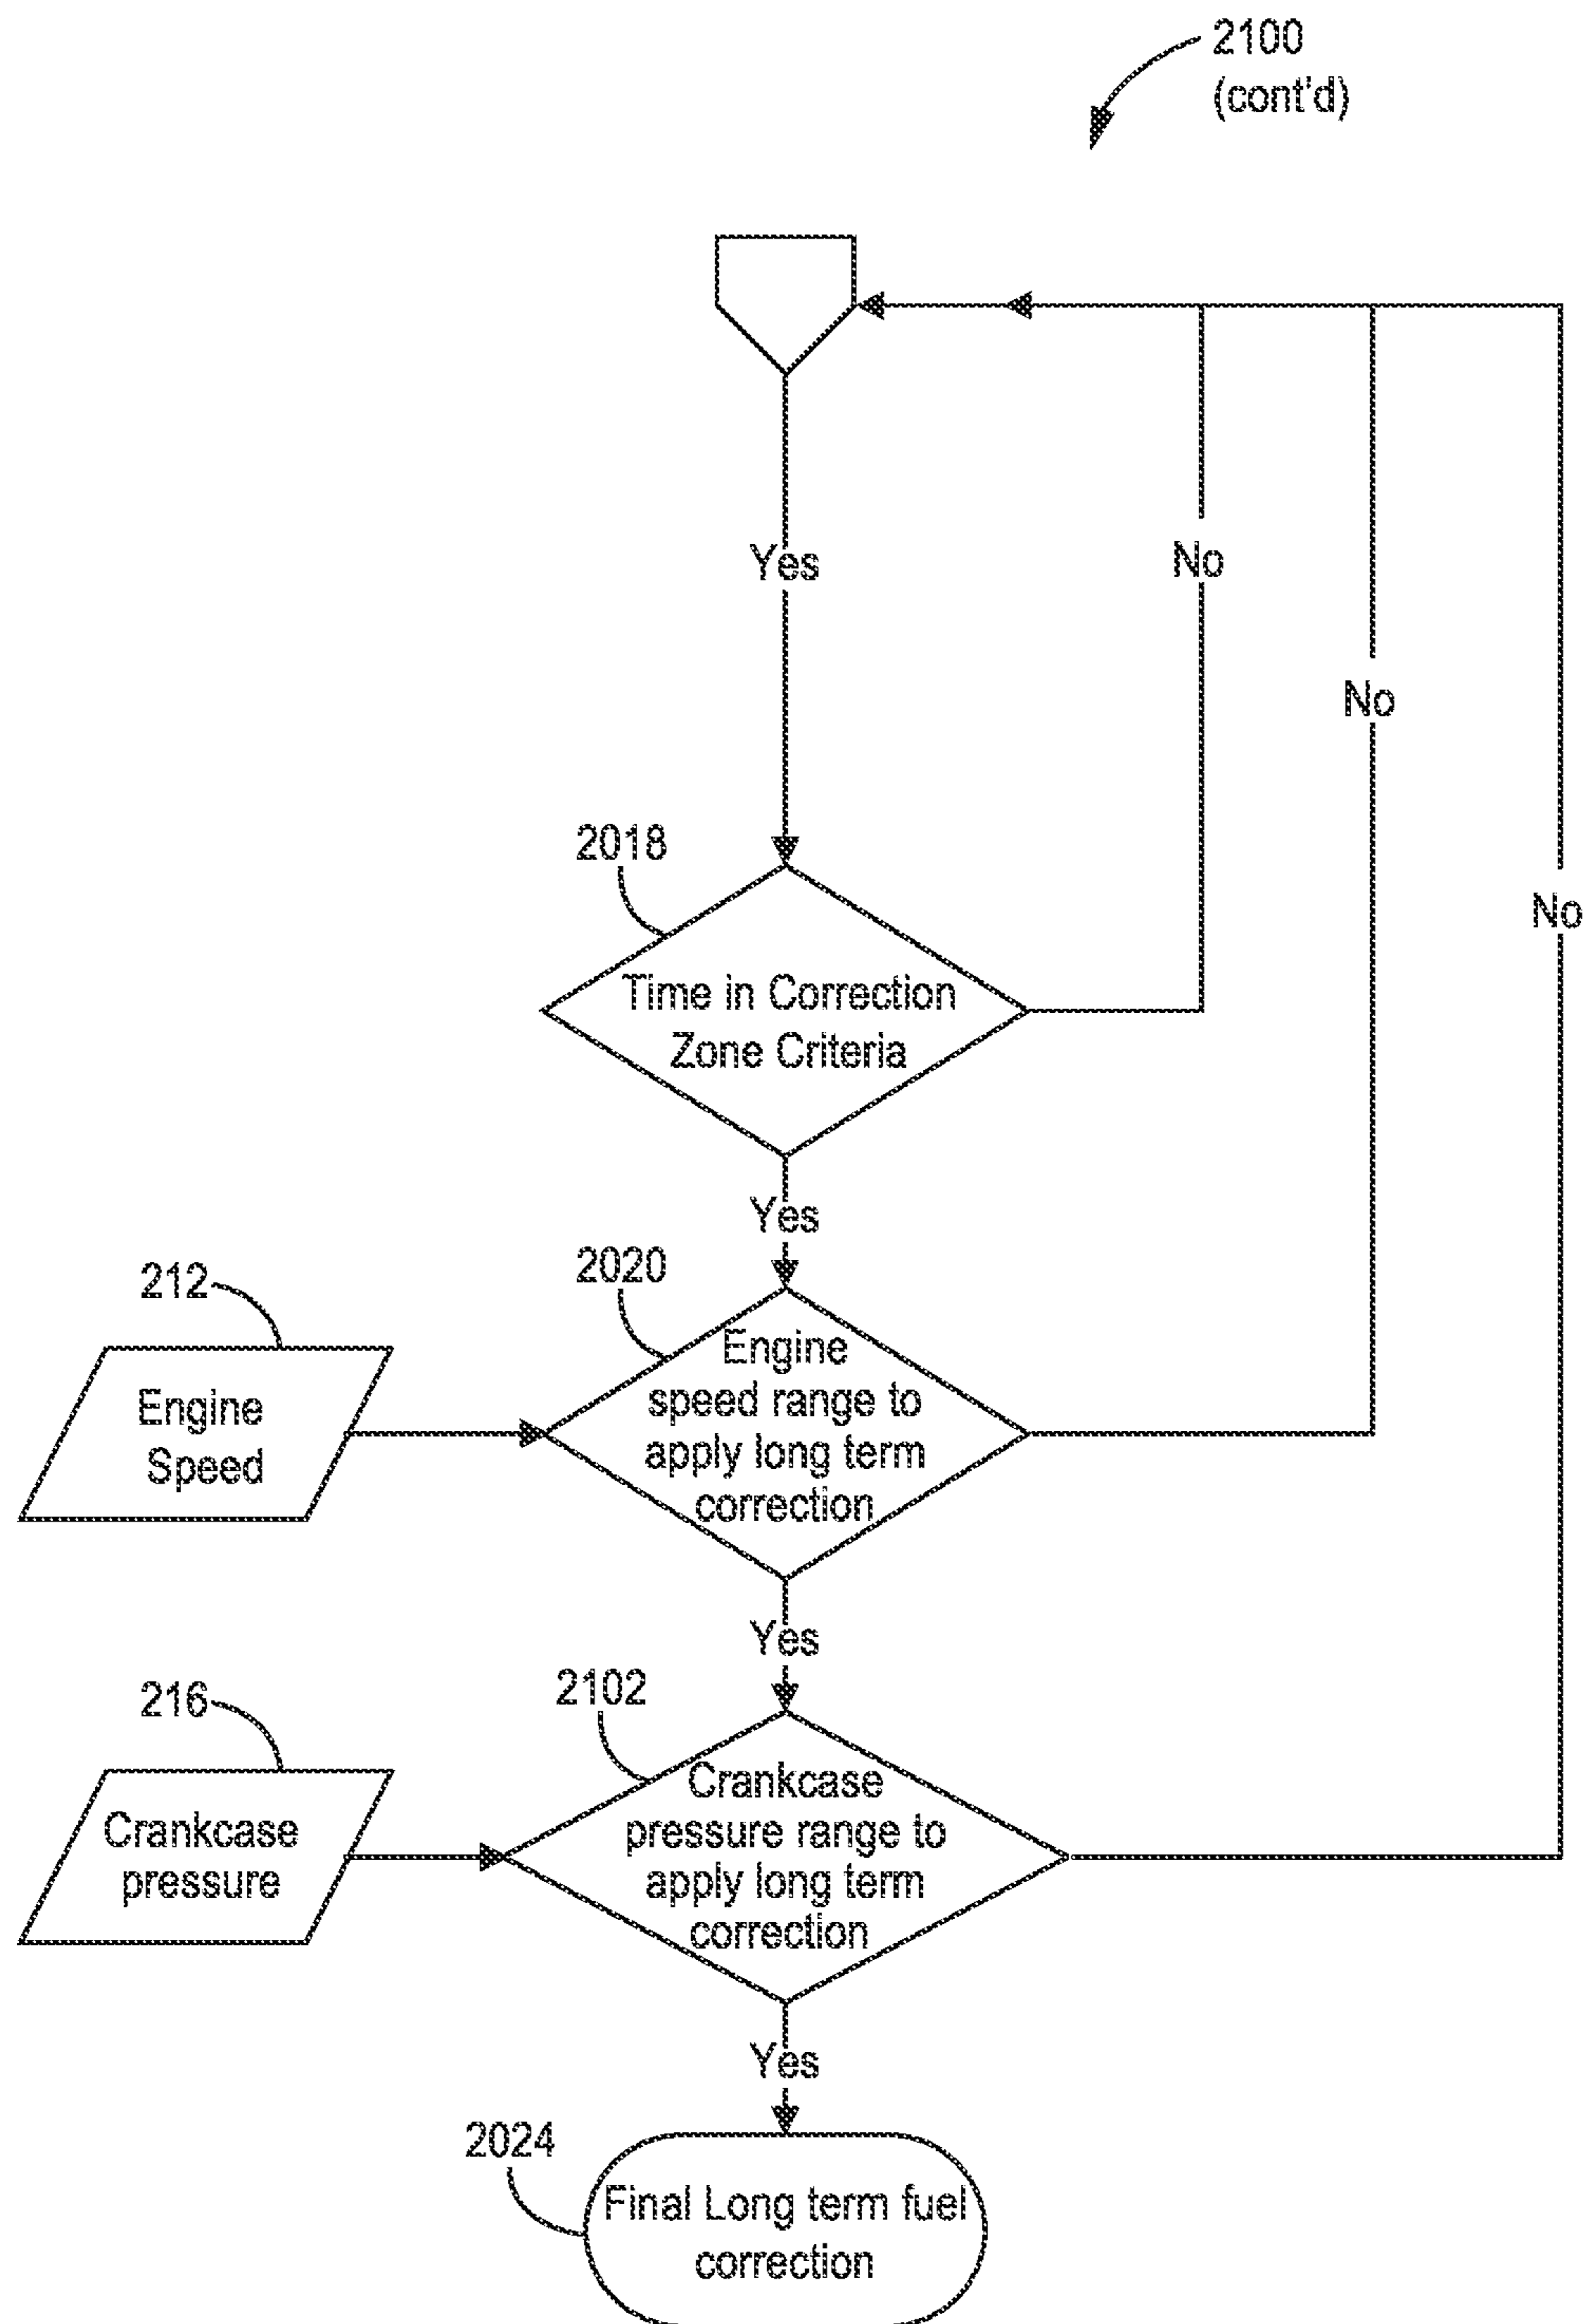 2100
(cont'd)
Yes
No
No
No
2018
Time in Correction
Zone Criteria
Yes
212
2020
Engine
Speed
Engine
speed range to
apply long term
correction
Yes
216
2102
Crankcase
pressure
Crankcase
pressure range to
apply long term
correction
Yes
2024
Final Long term fuel
correction